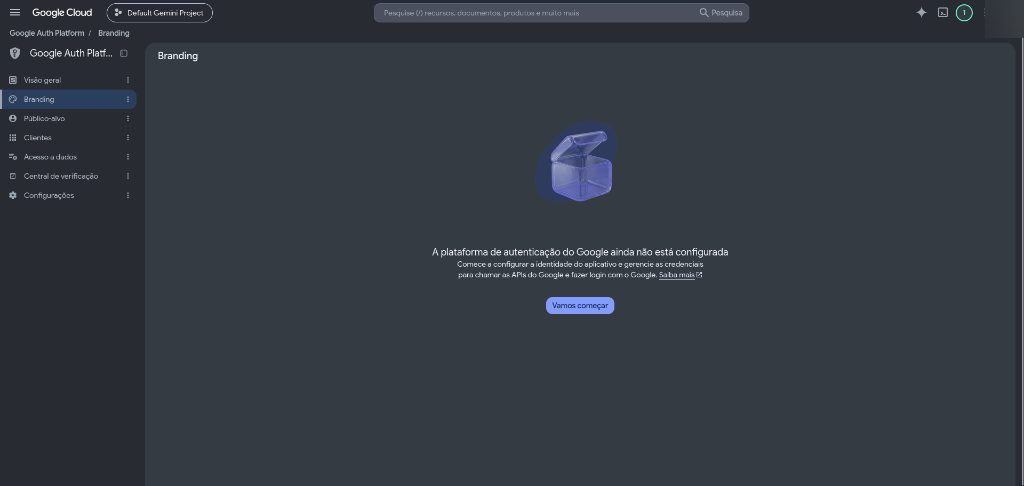 Google Cloud
Default Gemini Project
Pesquise (/) recursos, documentos, produtos e muito mais
Pesquisa
1
Google Auth Platform / Branding
Google Auth Platf...
Visão geral
Branding
Público-alvo
Clientes
Acesso a dados
Central de verificação
Configurações
Branding
A plataforma de autenticação do Google ainda não está configurada
Comece a configurar a identidade do aplicativo e gerencie as credenciais
para chamar as APIs do Google e fazer login com o Google. Saiba mais
Vamos começar